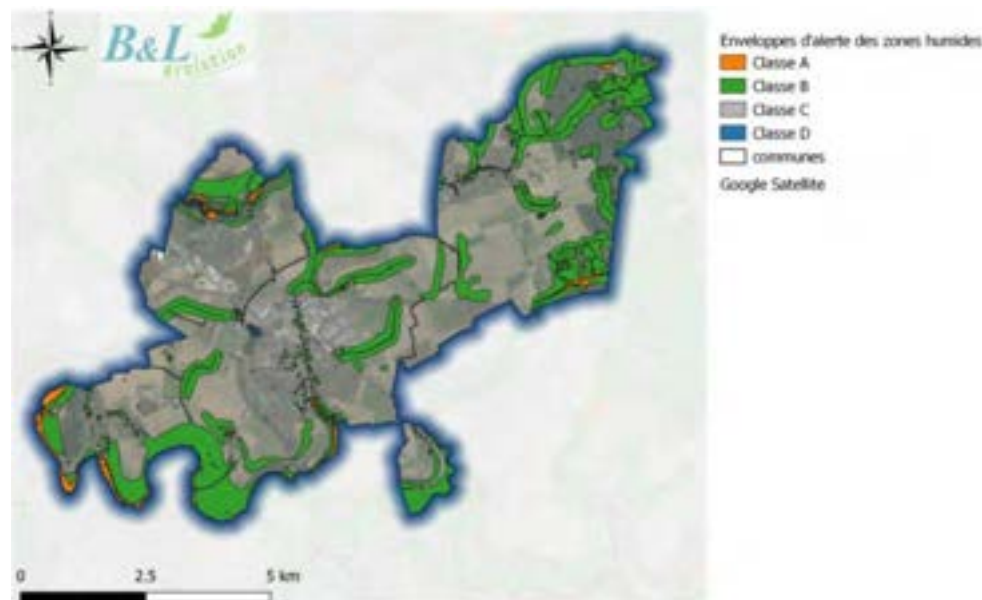 B&L évolution
Enveloppes d'alerte des zones humides
Classe A
Classe B
Classe C
Classe D
communes
Google Satellite
0 2.5 5 km